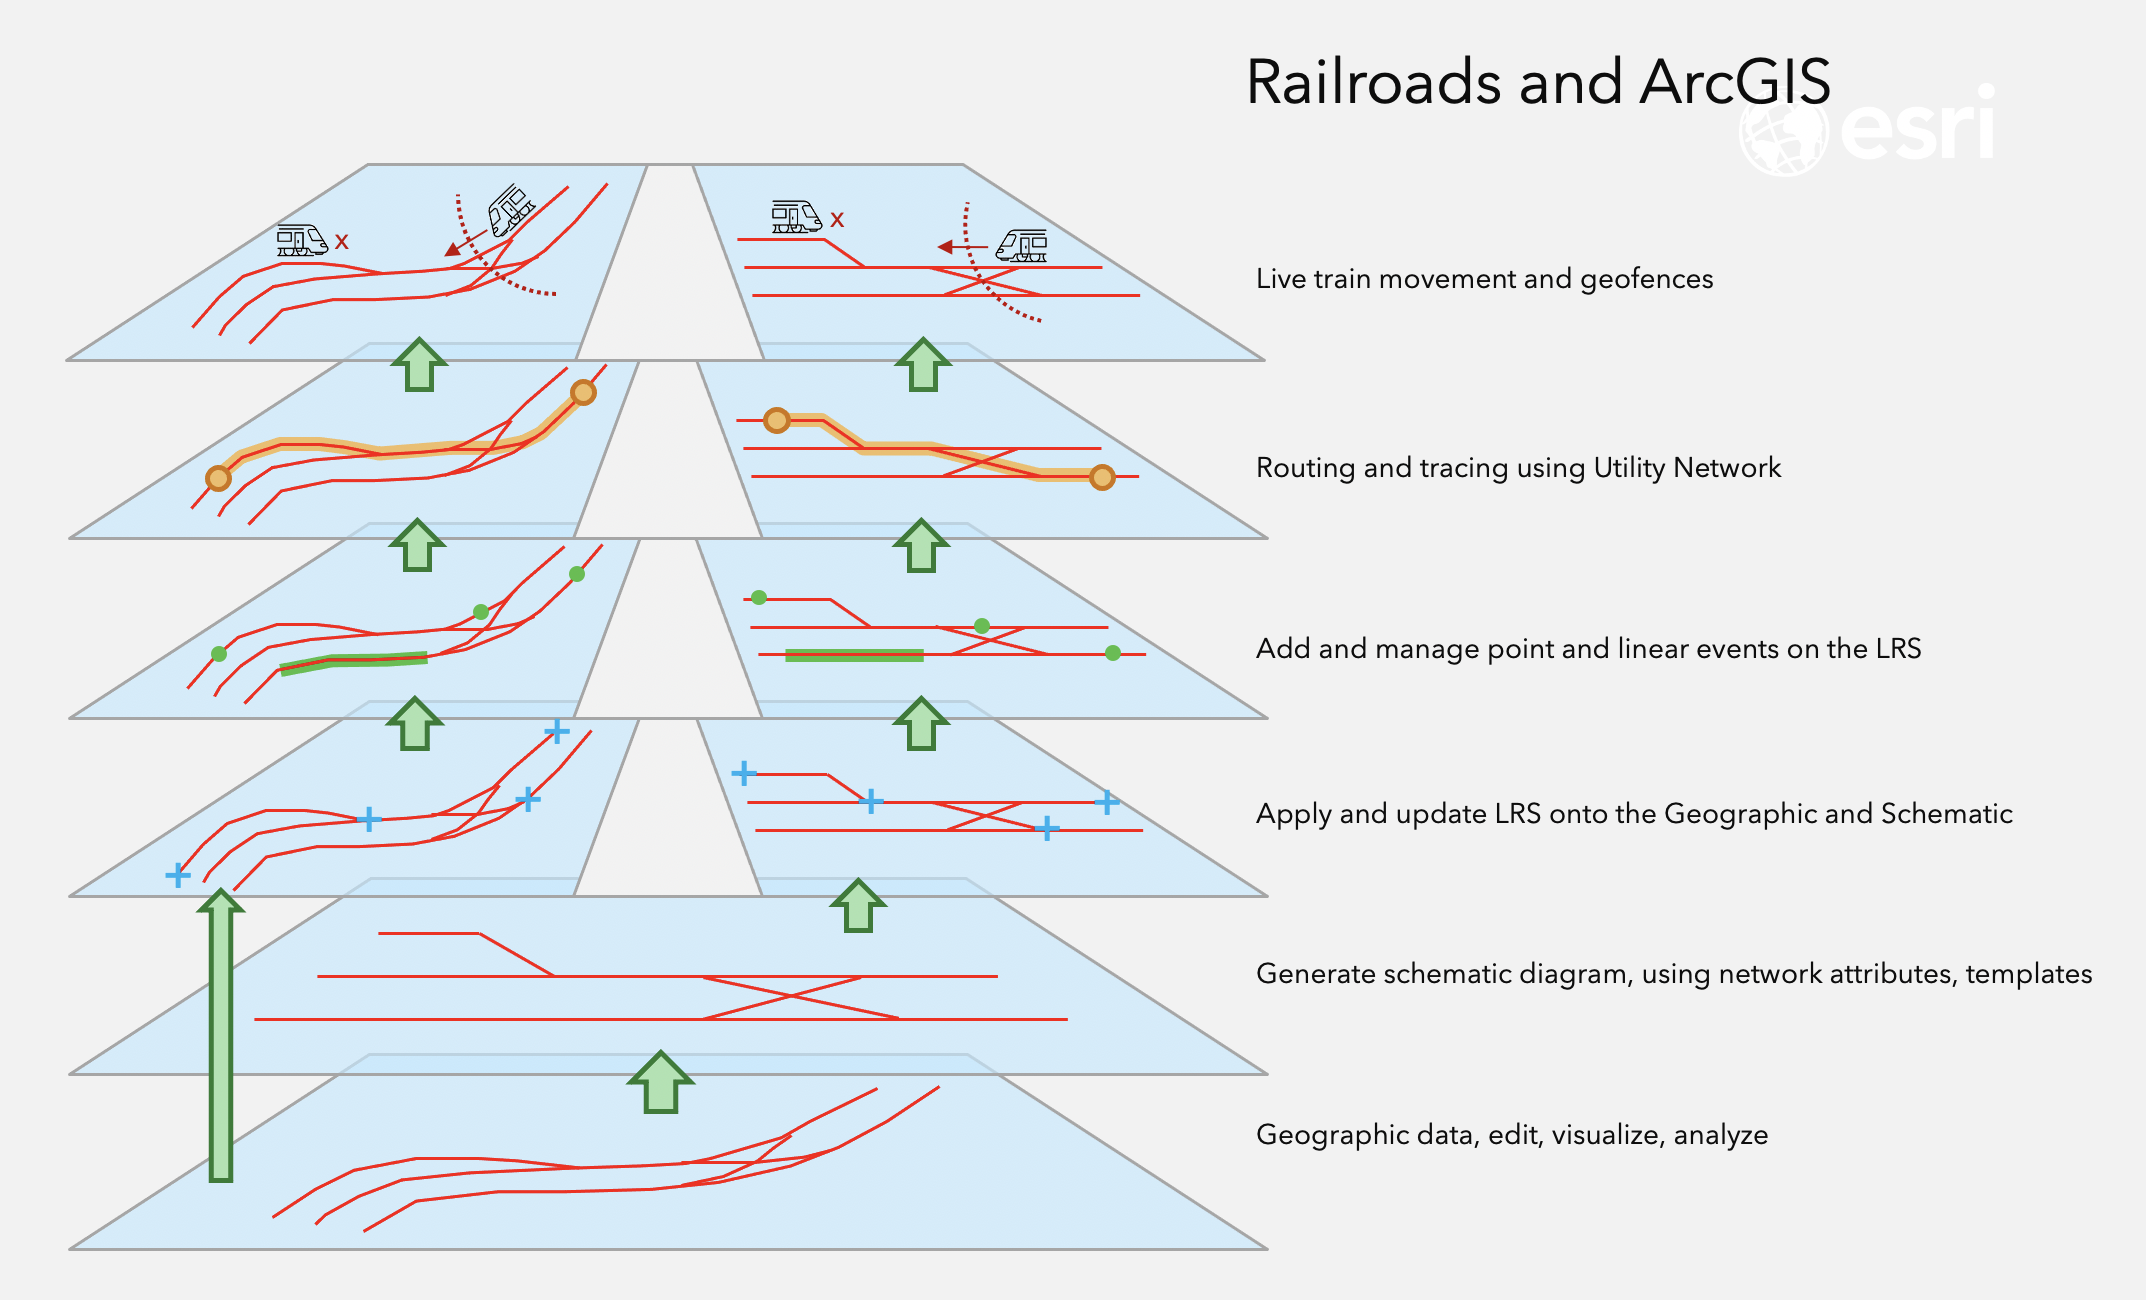 Railroads and ArcGIS
esri
x
x
Live train movement and geofences
Routing and tracing using Utility Network
Add and manage point and linear events on the LRS
Apply and update LRS onto the Geographic and Schematic
Generate schematic diagram, using network attributes, templates
Geographic data, edit, visualize, analyze